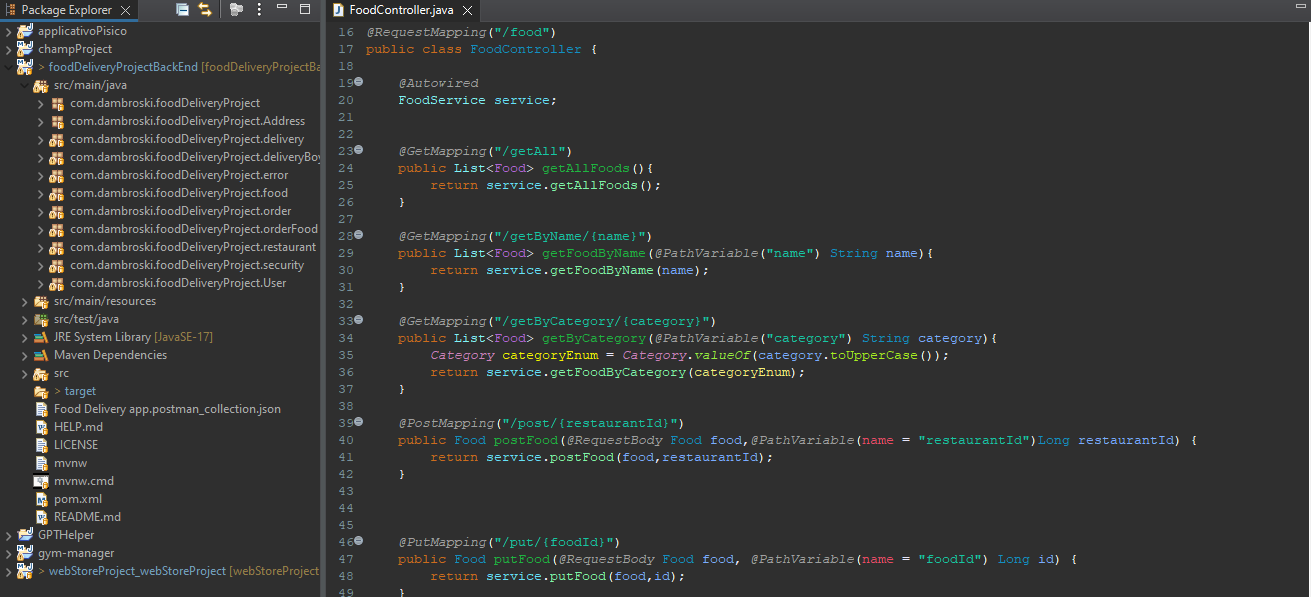 Package Explorer
applicativoPisico
champProject
> foodDeliveryProjectBackEnd [foodDeliveryProjectBa
src/main/java
com.dambroski.foodDeliveryProject
com.dambroski.foodDeliveryProject.Address
com.dambroski.foodDeliveryProject.delivery
com.dambroski.foodDeliveryProject.deliveryBoy
com.dambroski.foodDeliveryProject.error
com.dambroski.foodDeliveryProject.food
com.dambroski.foodDeliveryProject.order
com.dambroski.foodDeliveryProject.orderFood
com.dambroski.foodDeliveryProject.restaurant
com.dambroski.foodDeliveryProject.security
com.dambroski.foodDeliveryProject.User
src/main/resources
src/test/java
JRE System Library [JavaSE-17]
Maven Dependencies
src
> target
Food Delivery app.postman_collection.json
HELP.md
LICENSE
mvnw
mvnw.cmd
pom.xml
README.md
GPTHelper
gym-manager
> webStoreProject_webStoreProject [webStoreProject
FoodController.java
16 @RequestMapping("/food")
17 public class FoodController {
18
19 @Autowired
20 FoodService service;
21
22
23 @GetMapping("/getAll")
24 public List<Food> getAllFoods(){
25 return service.getAllFoods();
26 }
27
28 @GetMapping("/getByName/{name}")
29 public List<Food> getFoodByName(@PathVariable("name") String name){
30 return service.getFoodByName(name);
31 }
32
33 @GetMapping("/getByCategory/{category}")
34 public List<Food> getByCategory(@PathVariable("category") String category){
35 Category categoryEnum = Category.valueOf(category.toUpperCase());
36 return service.getFoodByCategory(categoryEnum);
37 }
38
39 @PostMapping("/post/{restaurantId}")
40 public Food postFood(@RequestBody Food food,@PathVariable(name = "restaurantId")Long restaurantId) {
41 return service.postFood(food,restaurantId);
42 }
43
44
45
46 @PutMapping("/put/{foodId}")
47 public Food putFood(@RequestBody Food food, @PathVariable(name = "foodId") Long id) {
48 return service.putFood(food,id);
49 }